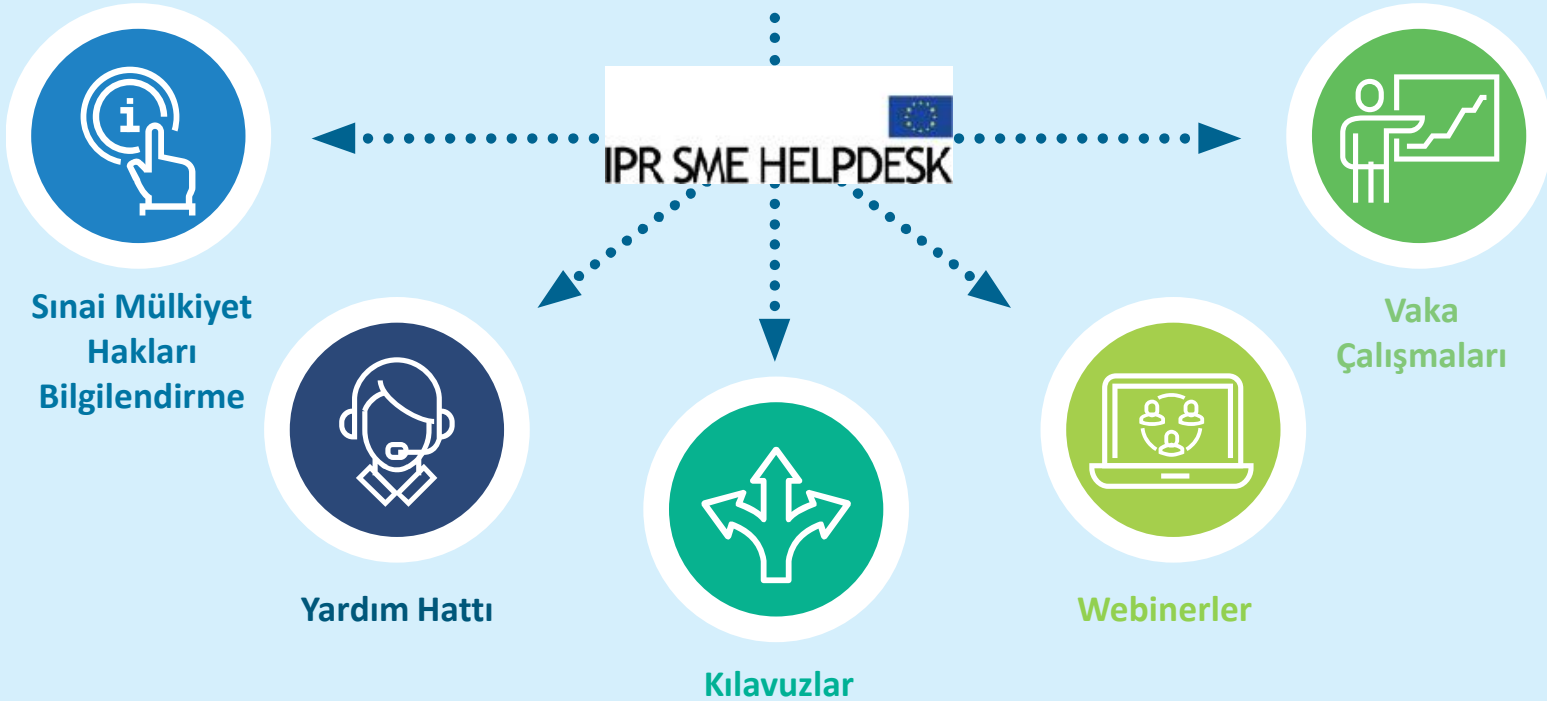 IPR SME HELPDESK
Sınai Mülkiyet
Hakları
Bilgilendirme
Yardım Hattı
Kılavuzlar
Webinerler
Vaka
Çalışmaları